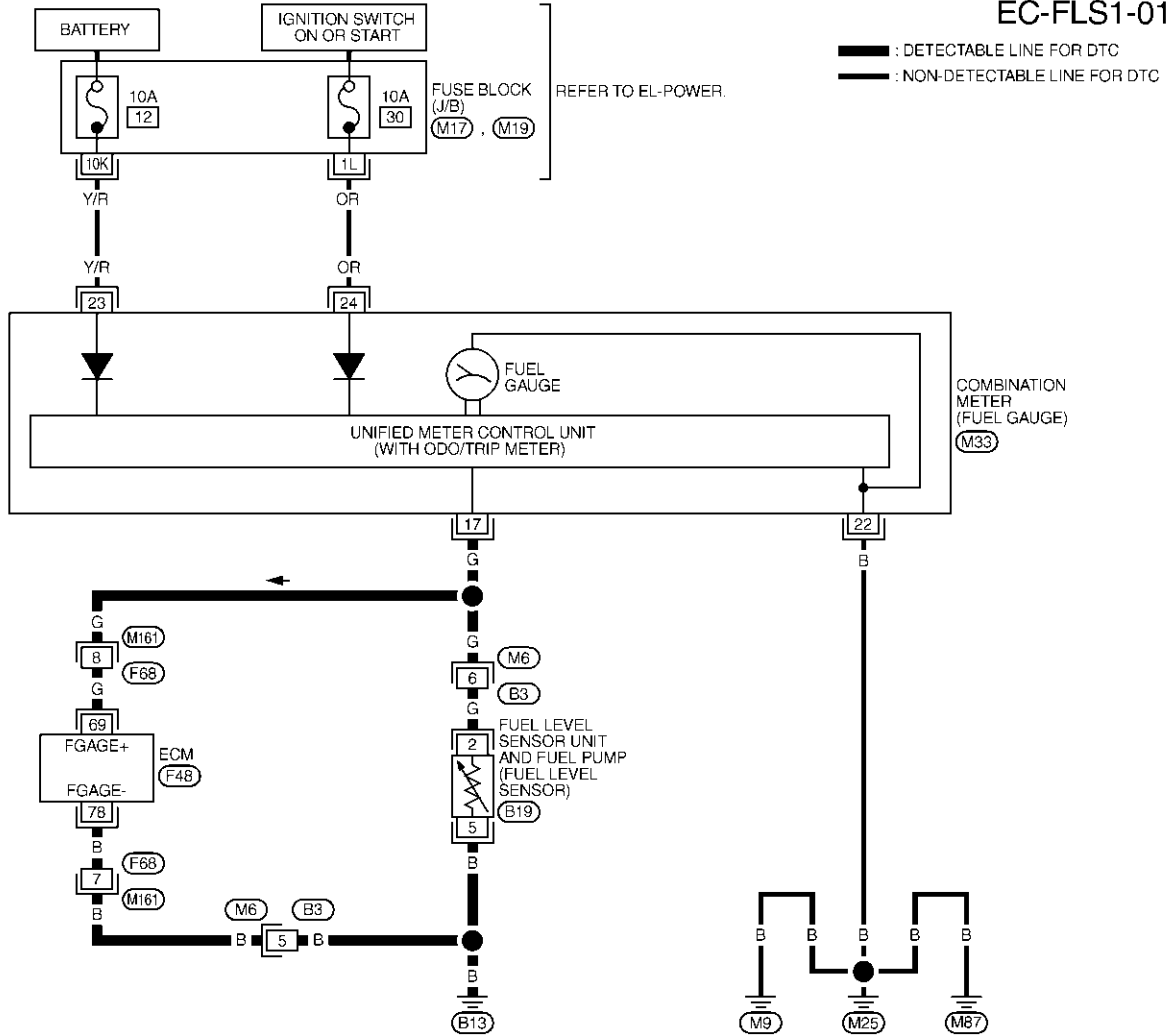 EC-FLS1-01
BATTERY
IGNITION SWITCH
ON OR START
: DETECTABLE LINE FOR DTC
: NON-DETECTABLE LINE FOR DTC
10A
12
10A
30
FUSE BLOCK
(J/B)
M17 , M19
REFER TO EL-POWER.
10K
1L
Y/R
OR
Y/R
OR
23
24
FUEL
GAUGE
UNIFIED METER CONTROL UNIT
(WITH ODO/TRIP METER)
COMBINATION
METER
(FUEL GAUGE)
M33
17
22
G
B
G
M161
8
F68
G
69
FGAGE+
ECM
F48
FGAGE-
78
B
F68
7
M161
B
G
M6
6
B3
G
2
FUEL LEVEL
SENSOR UNIT
AND FUEL PUMP
(FUEL LEVEL
SENSOR)
B19
5
B
M6
B3
B
5
B
B
B13
B
B
B
B
B
M9
M25
M87